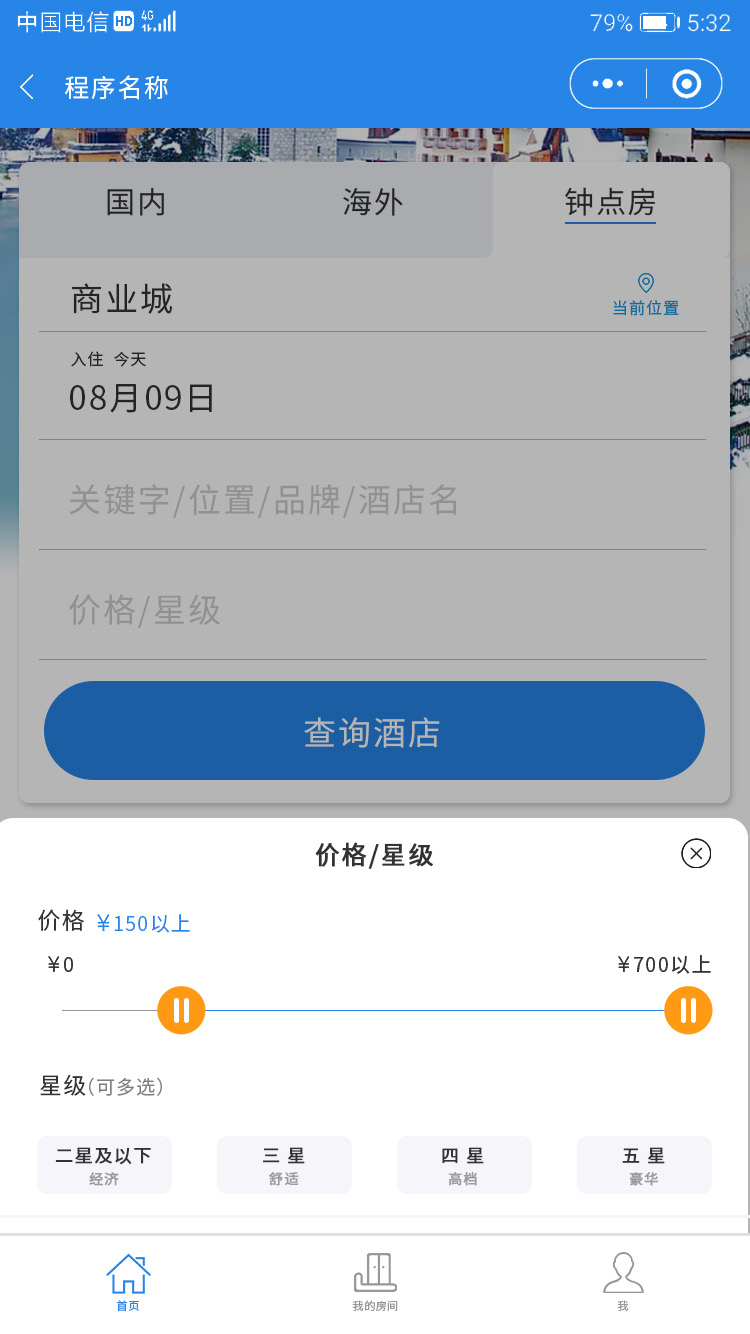 中国电信 HD 4G 79% 5:32
程序名称
国内 海外 钟点房
商业城
当前位置
入住 今天
08月09日
关键字/位置/品牌/酒店名
价格/星级
查询酒店
价格/星级
价格 ¥150以上
¥0 ¥700以上
星级(可多选)
二星及以下 三 星 四 星 五 星
经济 舒适 高档 豪华
首页 我的房间 我